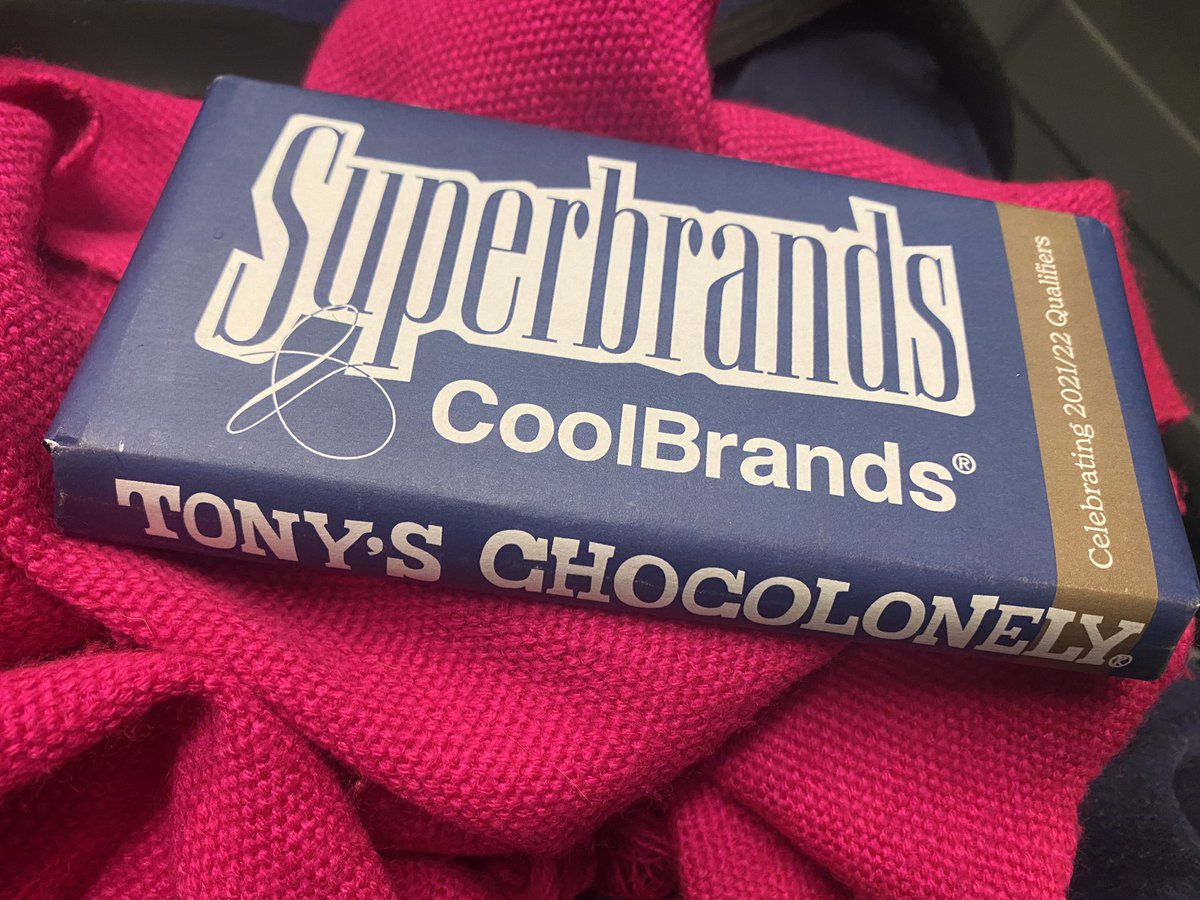 Superbrands
CoolBrands®
Celebrating 2021/22 Qualifiers
TONY'S CHOCOLONELY®